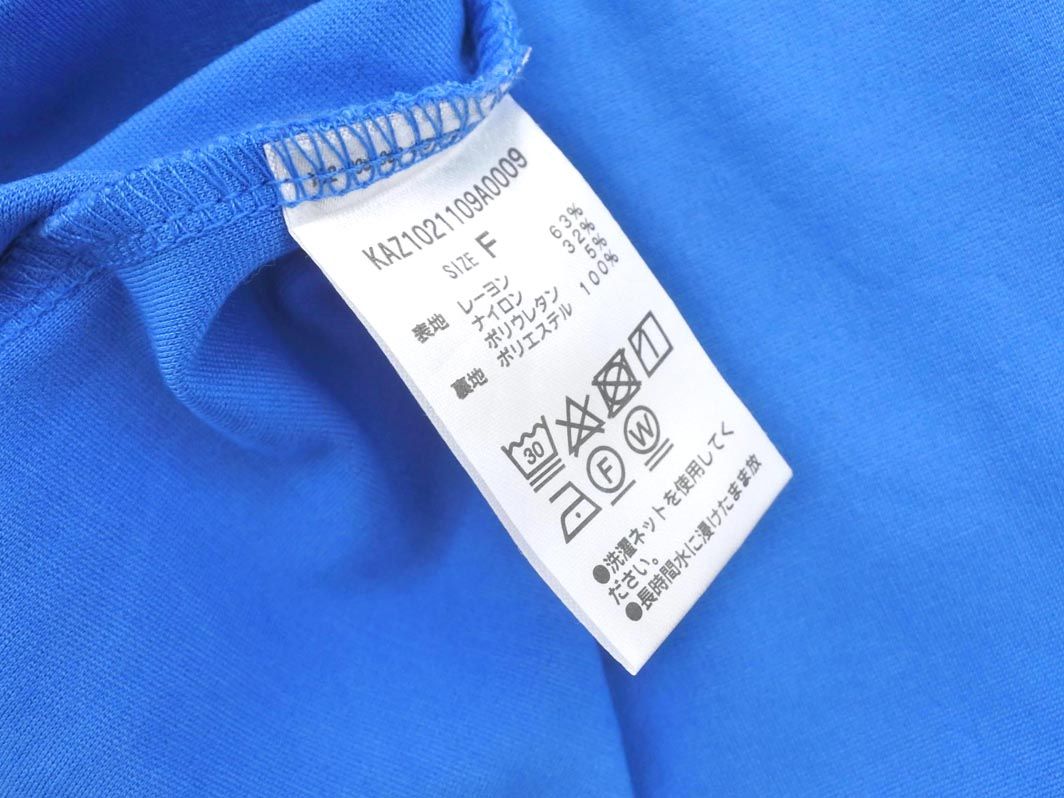 KAZ1021109A0009
SIZE F
表地 レーヨン 63%
ナイロン 32%
ポリウレタン 5%
裏地 ポリエステル 100%
30
F W
●洗濯ネットを使用してく
ださい。
●長時間水に浸けたまま放